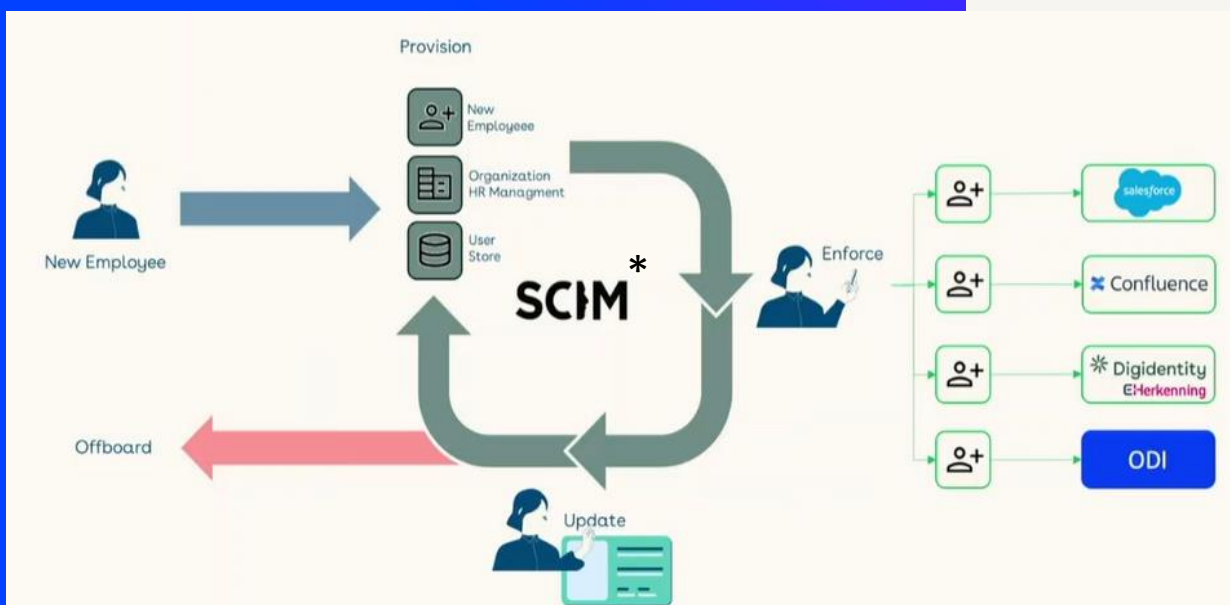 Provision
New
Employeee
Organization
HR Managment
User
Store
New Employee
SCIM*
Enforce
salesforce
Confluence
Digidentity
EHerkenning
ODI
Offboard
Update